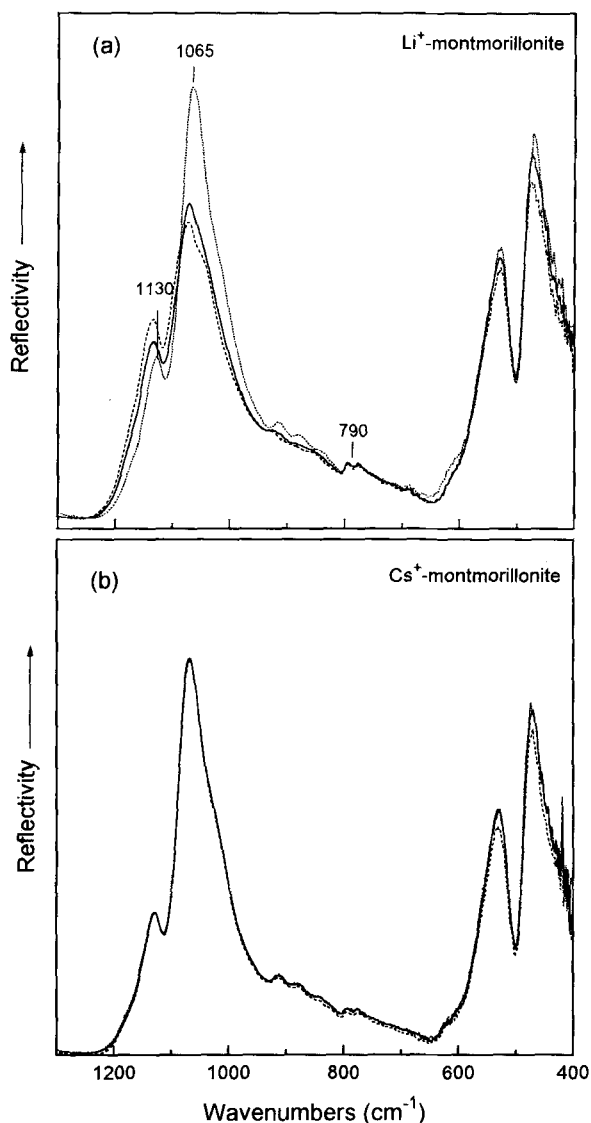 (a)
Li⁺-montmorillonite
1065
1130
790
Reflectivity
(b)
Cs⁺-montmorillonite
Reflectivity
1200 1000 800 600 400
Wavenumbers (cm⁻¹)